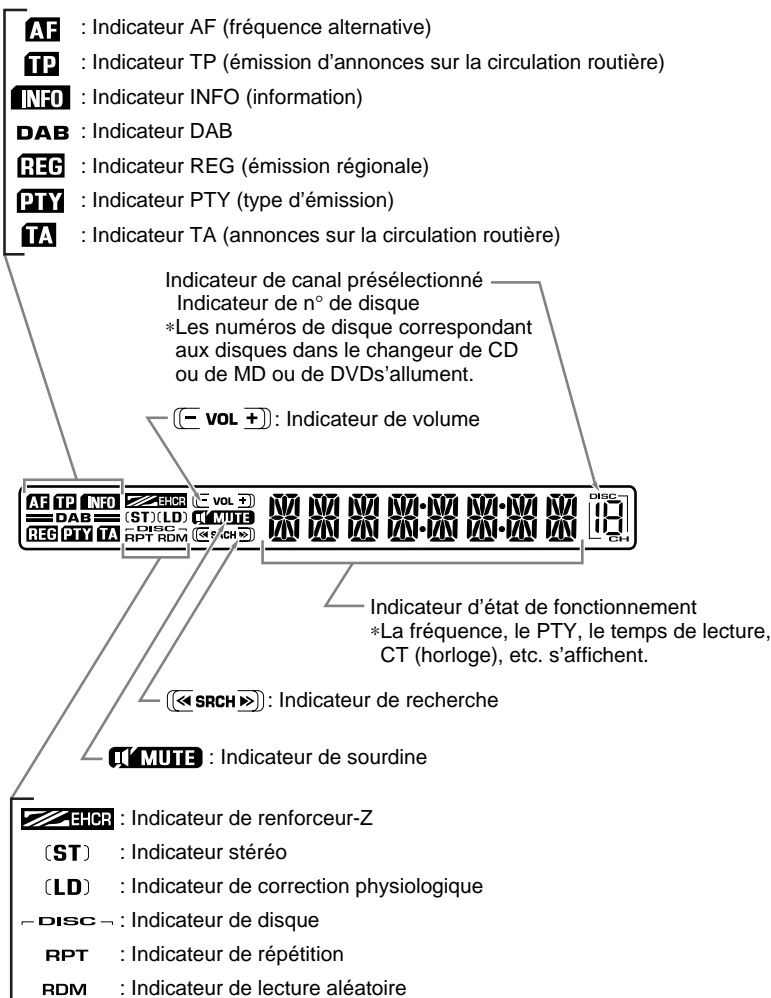 AF : Indicateur AF (fréquence alternative)
TP : Indicateur TP (émission d'annonces sur la circulation routière)
INFO : Indicateur INFO (information)
DAB : Indicateur DAB
REG : Indicateur REG (émission régionale)
PTY : Indicateur PTY (type d'émission)
TA : Indicateur TA (annonces sur la circulation routière)
Indicateur de canal présélectionné
Indicateur de n° de disque
*Les numéros de disque correspondant
aux disques dans le changeur de CD
ou de MD ou de DVDs'allument.
− VOL + : Indicateur de volume
AF TP INFO EHCR − VOL + DISC
DAB (ST)(LD) MUTE
DISC
REG PTY TA RPT RDM SRCH CH
Indicateur d'état de fonctionnement
*La fréquence, le PTY, le temps de lecture,
CT (horloge), etc. s'affichent.
SRCH : Indicateur de recherche
MUTE : Indicateur de sourdine
EHCR : Indicateur de renforceur-Z
(ST) : Indicateur stéréo
(LD) : Indicateur de correction physiologique
DISC : Indicateur de disque
RPT : Indicateur de répétition
RDM : Indicateur de lecture aléatoire